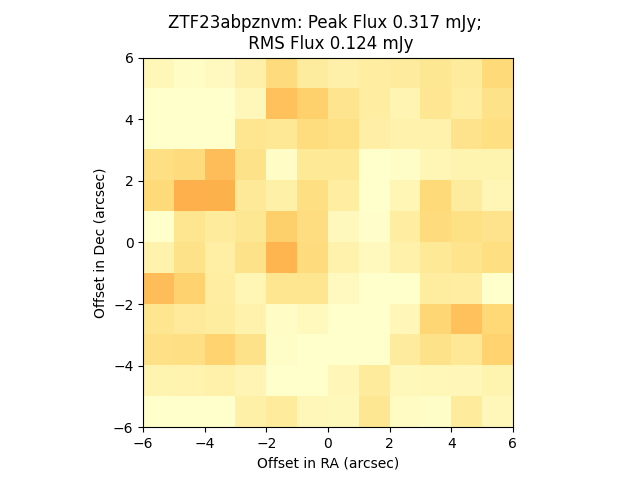 ZTF23abpznvm: Peak Flux 0.317 mJy;
RMS Flux 0.124 mJy
6
4
2
0
−2
−4
−6
Offset in Dec (arcsec)
−6 −4 −2 0 2 4 6
Offset in RA (arcsec)